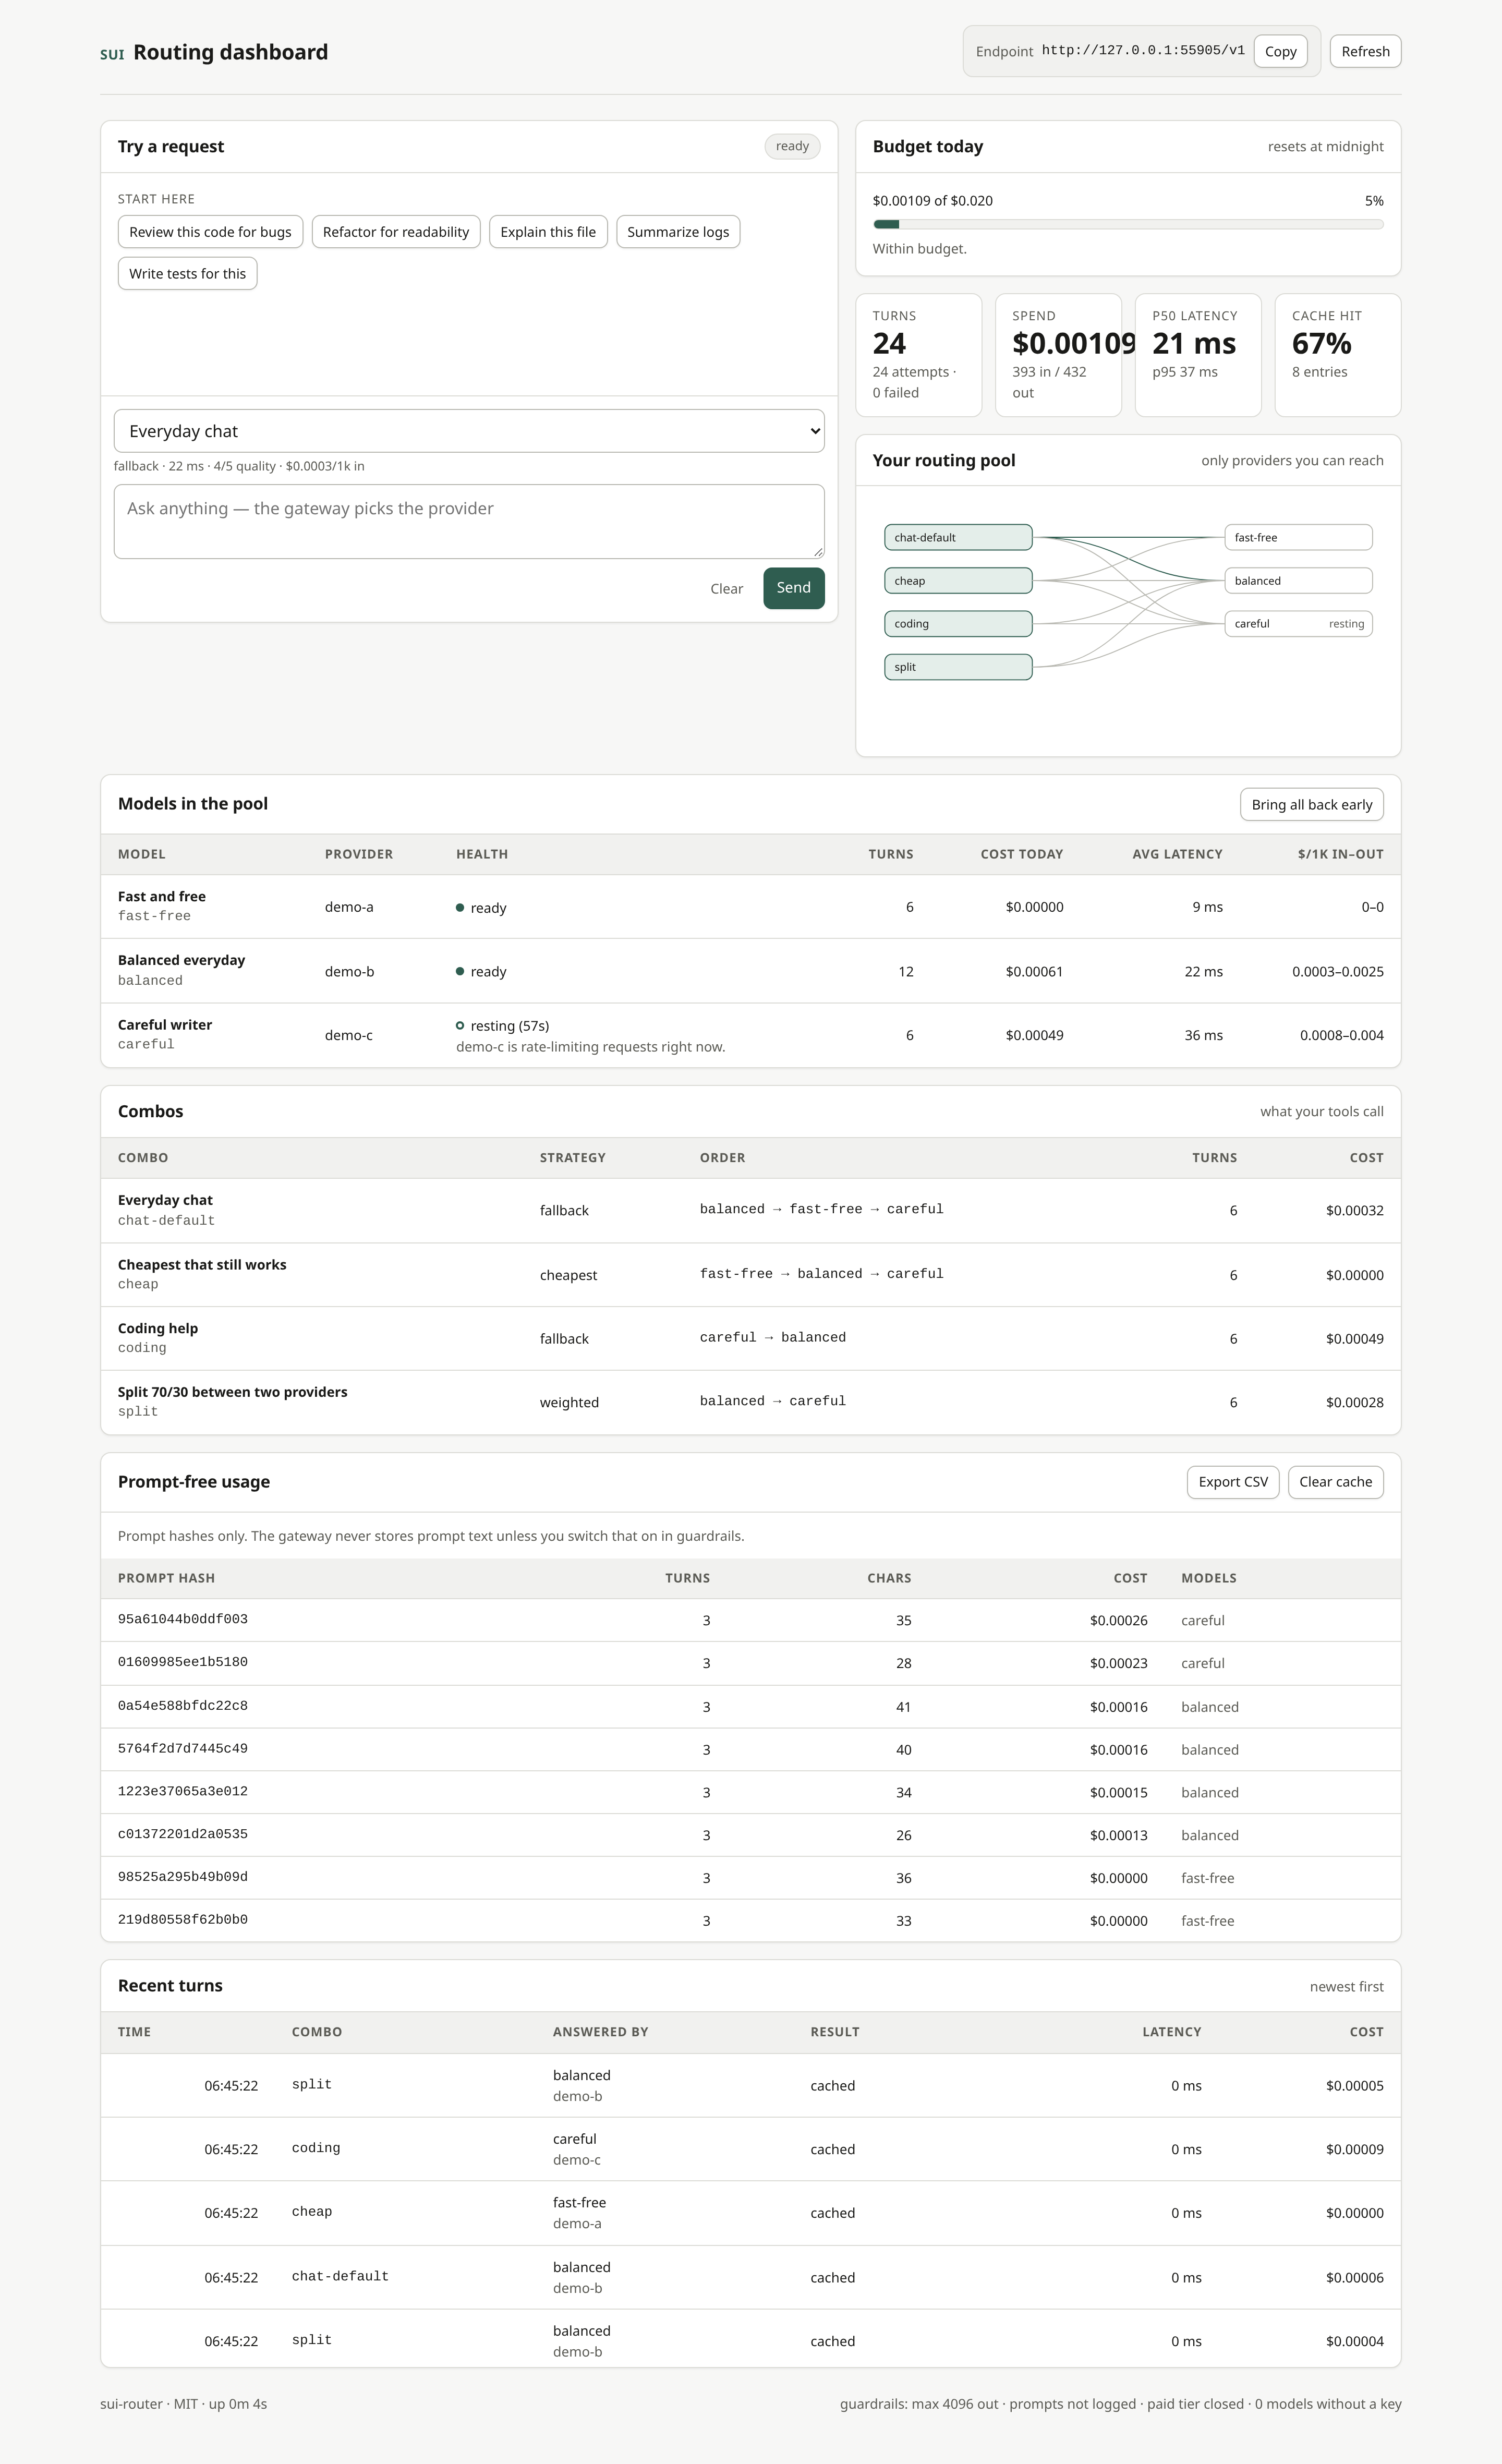 SUI Routing dashboard
Endpoint http://127.0.0.1:55905/v1 Copy Refresh
Try a request ready
START HERE
Review this code for bugs Refactor for readability Explain this file Summarize logs
Write tests for this
Everyday chat
fallback · 22 ms · 4/5 quality · $0.0003/1k in
Ask anything — the gateway picks the provider
Clear Send
Budget today resets at midnight
$0.00109 of $0.020 5%
Within budget.
TURNS
24
24 attempts ·
0 failed
SPEND
$0.00109
393 in / 432
out
P50 LATENCY
21 ms
p95 37 ms
CACHE HIT
67%
8 entries
Your routing pool only providers you can reach
chat-default fast-free
cheap balanced
coding careful resting
split
Models in the pool Bring all back early
MODEL PROVIDER HEALTH TURNS COST TODAY AVG LATENCY $/1K IN–OUT
Fast and free
fast-free demo-a ready 6 $0.00000 9 ms 0–0
Balanced everyday
balanced demo-b ready 12 $0.00061 22 ms 0.0003–0.0025
Careful writer resting (57s)
careful demo-c demo-c is rate-limiting requests right now. 6 $0.00049 36 ms 0.0008–0.004
Combos what your tools call
COMBO STRATEGY ORDER TURNS COST
Everyday chat
chat-default fallback balanced → fast-free → careful 6 $0.00032
Cheapest that still works
cheap cheapest fast-free → balanced → careful 6 $0.00000
Coding help
coding fallback careful → balanced 6 $0.00049
Split 70/30 between two providers
split weighted balanced → careful 6 $0.00028
Prompt-free usage Export CSV Clear cache
Prompt hashes only. The gateway never stores prompt text unless you switch that on in guardrails.
PROMPT HASH TURNS CHARS COST MODELS
95a61044b0ddf003 3 35 $0.00026 careful
01609985ee1b5180 3 28 $0.00023 careful
0a54e588bfdc22c8 3 41 $0.00016 balanced
5764f2d7d7445c49 3 40 $0.00016 balanced
1223e37065a3e012 3 34 $0.00015 balanced
c01372201d2a0535 3 26 $0.00013 balanced
98525a295b49b09d 3 36 $0.00000 fast-free
219d80558f62b0b0 3 33 $0.00000 fast-free
Recent turns newest first
TIME COMBO ANSWERED BY RESULT LATENCY COST
06:45:22 split balanced cached 0 ms $0.00005
demo-b
06:45:22 coding careful cached 0 ms $0.00009
demo-c
06:45:22 cheap fast-free cached 0 ms $0.00000
demo-a
06:45:22 chat-default balanced cached 0 ms $0.00006
demo-b
06:45:22 split balanced cached 0 ms $0.00004
demo-b
sui-router · MIT · up 0m 4s guardrails: max 4096 out · prompts not logged · paid tier closed · 0 models without a key